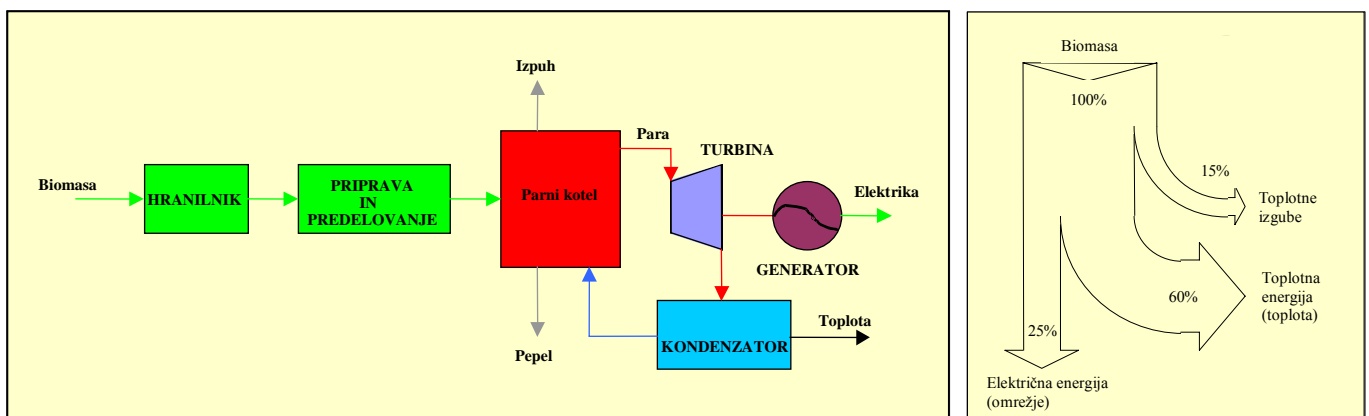 Izpuh
Para
TURBINA
Biomasa
HRANILNIK
PRIPRAVA
IN
PREDELOVANJE
Parni kotel
Elektrika
GENERATOR
Toplota
KONDENZATOR
Pepel
Biomasa
100%
15%
Toplotne
izgube
Toplotna
energija
(toplota)
60%
25%
Električna energija
(omrežje)